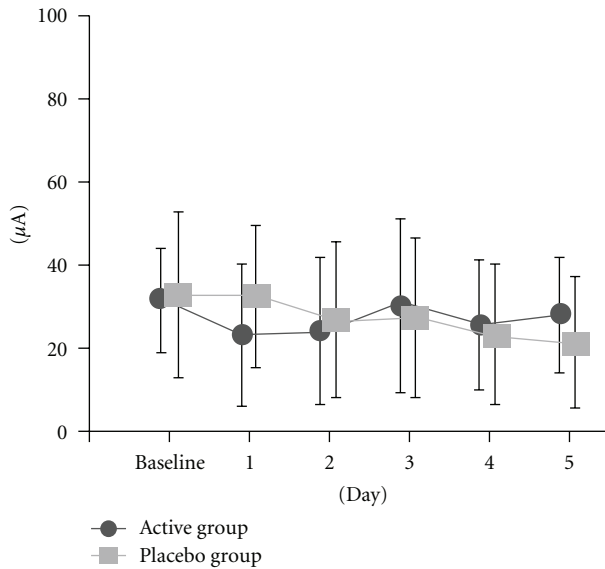 100
80
60
(μA)
40
20
0
Baseline 1 2 3 4 5
(Day)
Active group
Placebo group